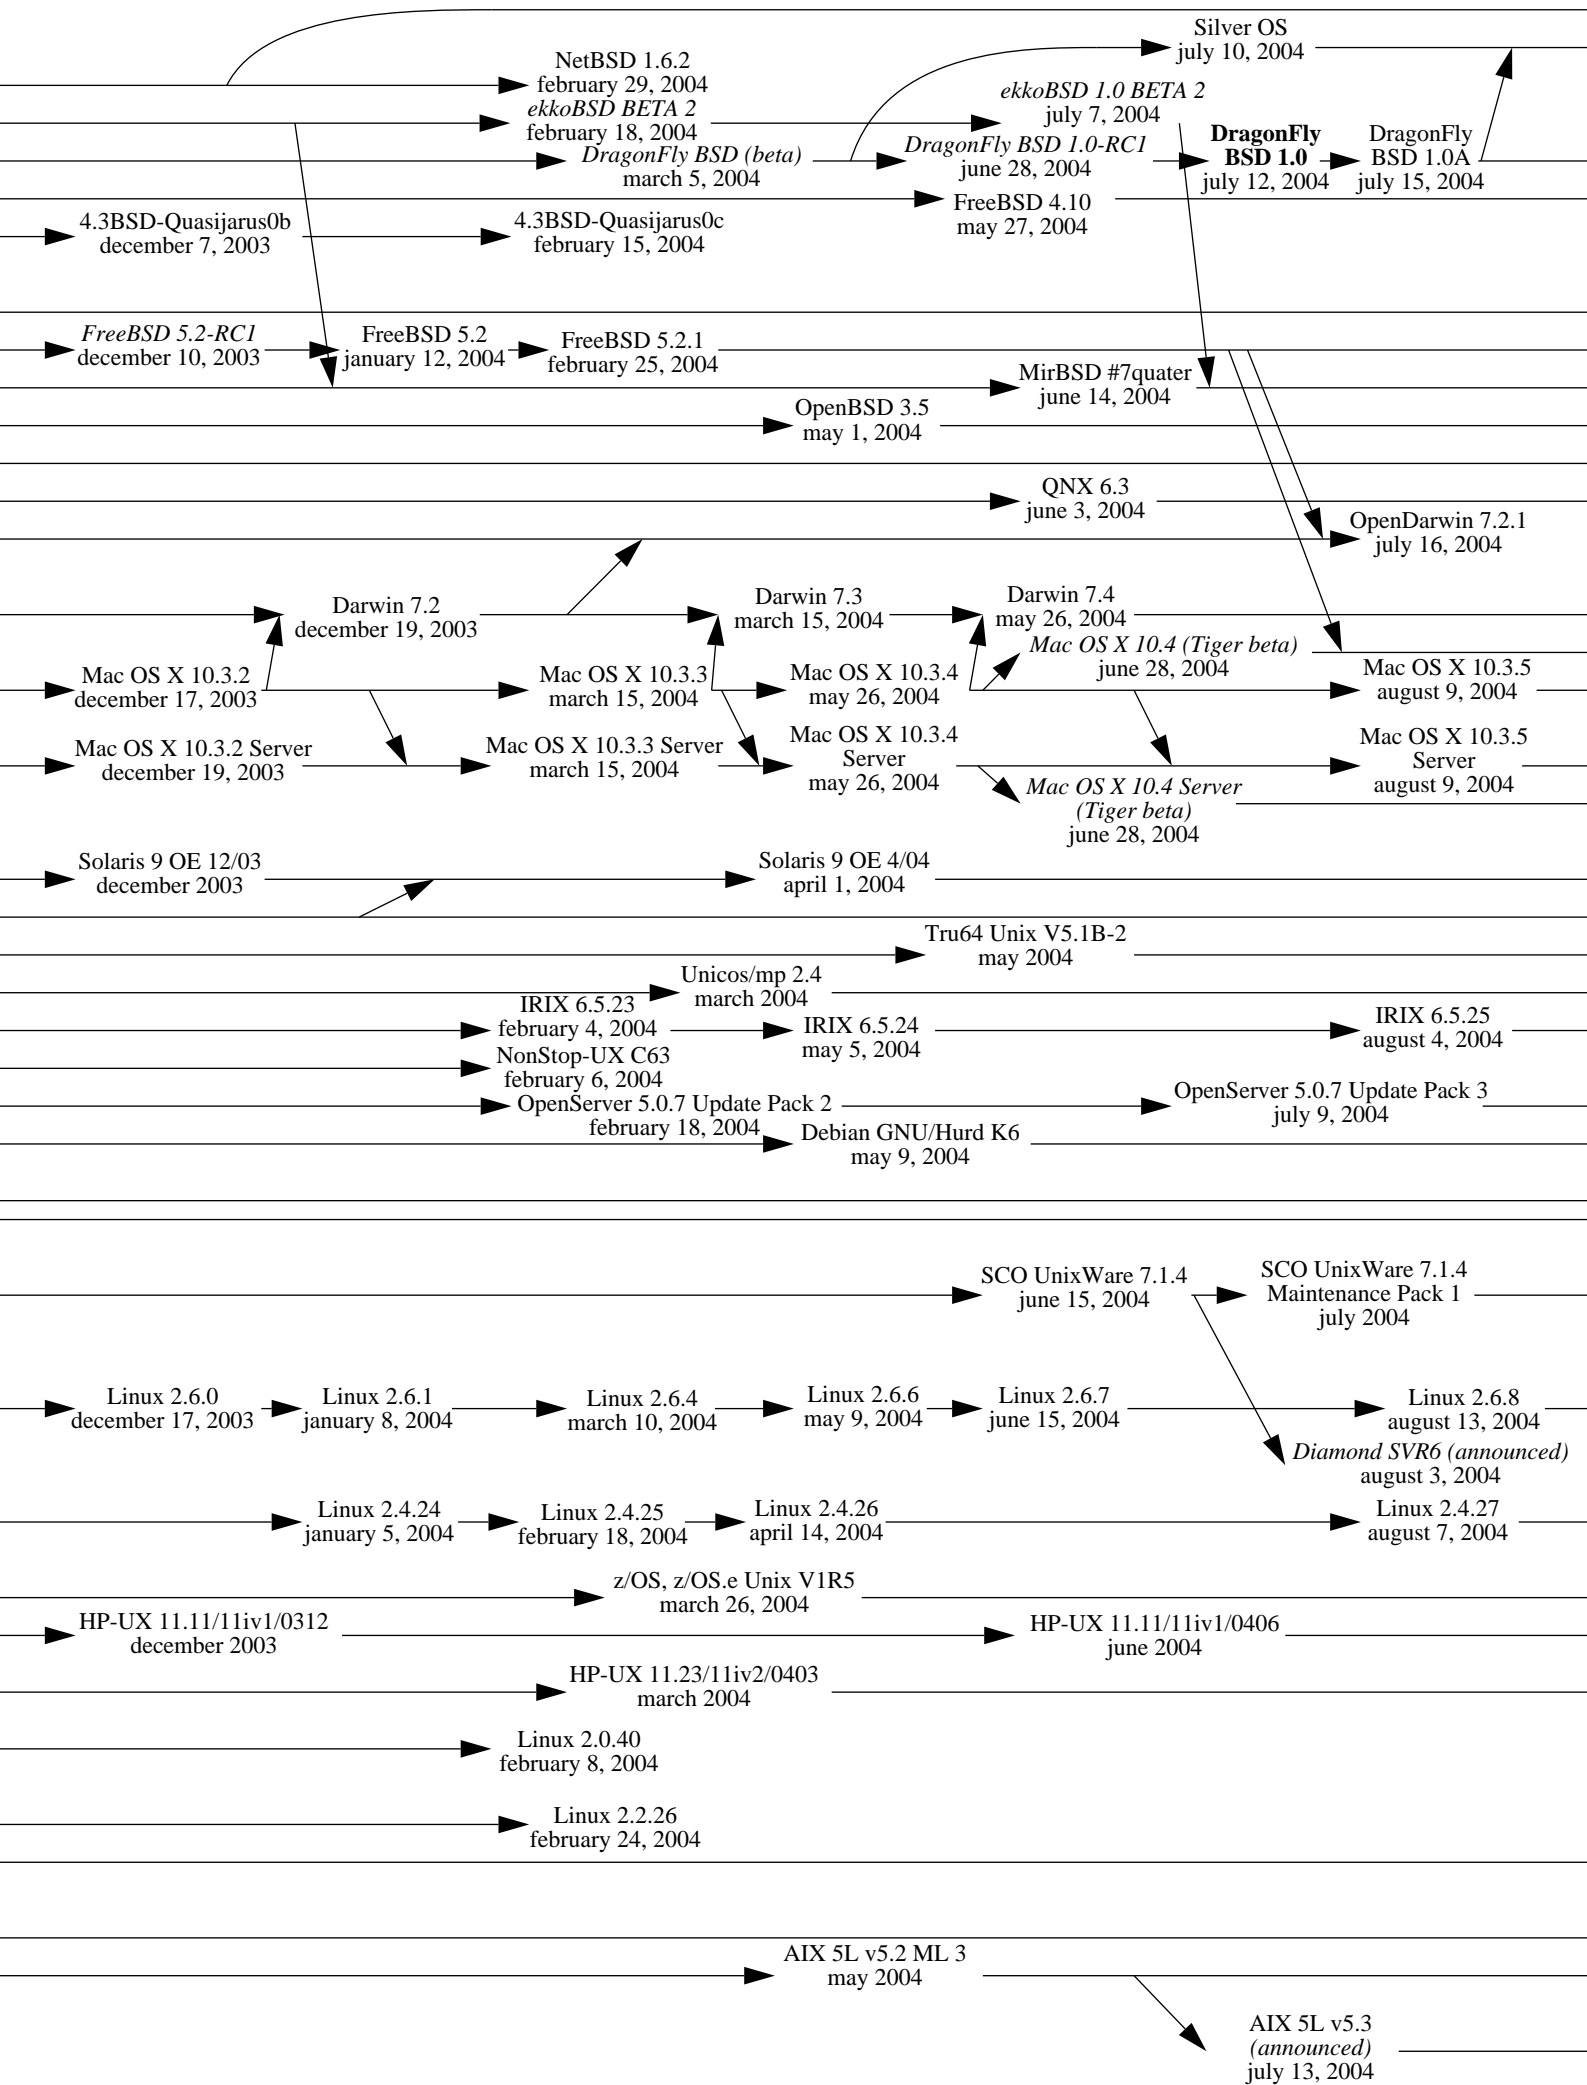 Silver OS
july 10, 2004
NetBSD 1.6.2
february 29, 2004
ekkoBSD BETA 2
february 18, 2004
ekkoBSD 1.0 BETA 2
july 7, 2004
DragonFly BSD (beta)
march 5, 2004
DragonFly BSD 1.0-RC1
june 28, 2004
DragonFly
BSD 1.0
july 12, 2004
DragonFly
BSD 1.0A
july 15, 2004
FreeBSD 4.10
may 27, 2004
4.3BSD-Quasijarus0b
december 7, 2003
4.3BSD-Quasijarus0c
february 15, 2004
FreeBSD 5.2-RC1
december 10, 2003
FreeBSD 5.2
january 12, 2004
FreeBSD 5.2.1
february 25, 2004
MirBSD #7quater
june 14, 2004
OpenBSD 3.5
may 1, 2004
QNX 6.3
june 3, 2004
OpenDarwin 7.2.1
july 16, 2004
Darwin 7.2
december 19, 2003
Darwin 7.3
march 15, 2004
Darwin 7.4
may 26, 2004
Mac OS X 10.4 (Tiger beta)
june 28, 2004
Mac OS X 10.3.2
december 17, 2003
Mac OS X 10.3.3
march 15, 2004
Mac OS X 10.3.4
may 26, 2004
Mac OS X 10.3.5
august 9, 2004
Mac OS X 10.3.2 Server
december 19, 2003
Mac OS X 10.3.3 Server
march 15, 2004
Mac OS X 10.3.4
Server
may 26, 2004
Mac OS X 10.3.5
Server
august 9, 2004
Mac OS X 10.4 Server
(Tiger beta)
june 28, 2004
Solaris 9 OE 12/03
december 2003
Solaris 9 OE 4/04
april 1, 2004
Tru64 Unix V5.1B-2
may 2004
Unicos/mp 2.4
march 2004
IRIX 6.5.23
february 4, 2004
IRIX 6.5.24
may 5, 2004
IRIX 6.5.25
august 4, 2004
NonStop-UX C63
february 6, 2004
OpenServer 5.0.7 Update Pack 2
february 18, 2004
OpenServer 5.0.7 Update Pack 3
july 9, 2004
Debian GNU/Hurd K6
may 9, 2004
SCO UnixWare 7.1.4
june 15, 2004
SCO UnixWare 7.1.4
Maintenance Pack 1
july 2004
Linux 2.6.0
december 17, 2003
Linux 2.6.1
january 8, 2004
Linux 2.6.4
march 10, 2004
Linux 2.6.6
may 9, 2004
Linux 2.6.7
june 15, 2004
Linux 2.6.8
august 13, 2004
Diamond SVR6 (announced)
august 3, 2004
Linux 2.4.24
january 5, 2004
Linux 2.4.25
february 18, 2004
Linux 2.4.26
april 14, 2004
Linux 2.4.27
august 7, 2004
z/OS, z/OS.e Unix V1R5
march 26, 2004
HP-UX 11.11/11iv1/0312
december 2003
HP-UX 11.11/11iv1/0406
june 2004
HP-UX 11.23/11iv2/0403
march 2004
Linux 2.0.40
february 8, 2004
Linux 2.2.26
february 24, 2004
AIX 5L v5.2 ML 3
may 2004
AIX 5L v5.3
(announced)
july 13, 2004